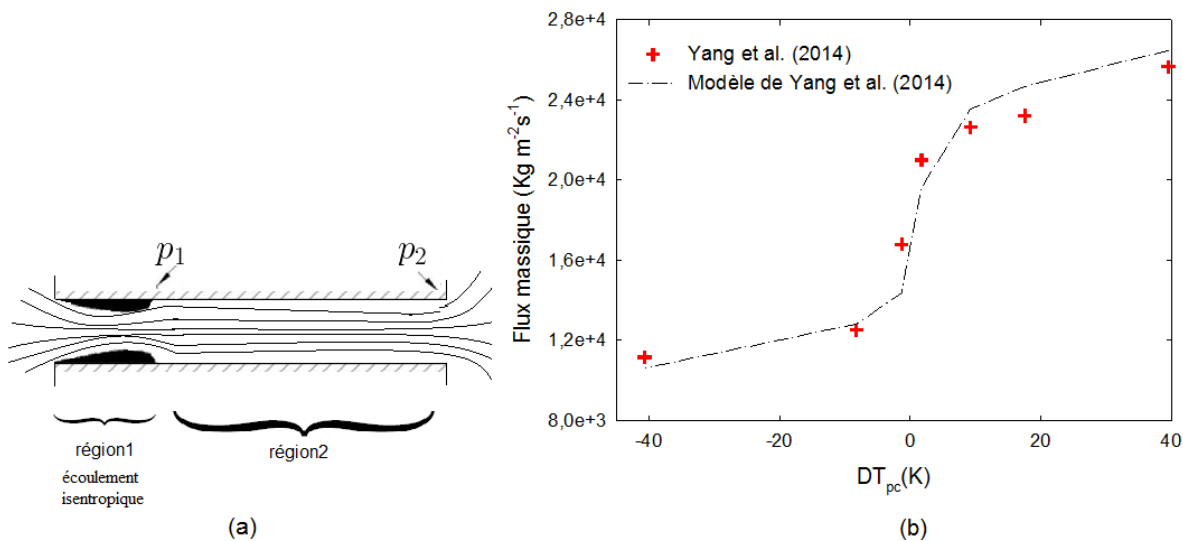 p₁
p₂
région1
écoulement
isentropique
région2
(a)
Flux massique (Kg m⁻²s⁻¹)
2,8e+4
2,4e+4
2,0e+4
1,6e+4
1,2e+4
8,0e+3
Yang et al. (2014)
Modèle de Yang et al. (2014)
-40
-20
0
20
40
DTpc(K)
(b)